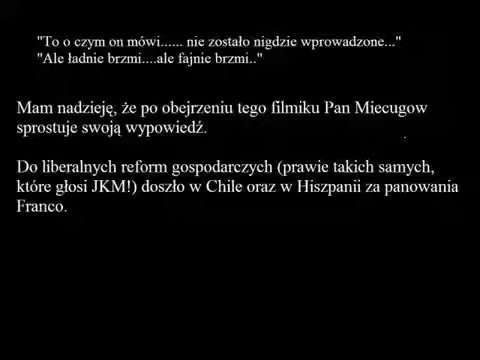 "To o czym on mówi...... nie zostało nigdzie wprowadzone..."
"Ale ładnie brzmi....ale fajnie brzmi.."
Mam nadzieję, że po obejrzeniu tego filmiku Pan Miecugow
sprostuje swoją wypowiedź.
Do liberalnych reform gospodarczych (prawie takich samych,
które głosi JKM!) doszło w Chile oraz w Hiszpanii za panowania
Franco.